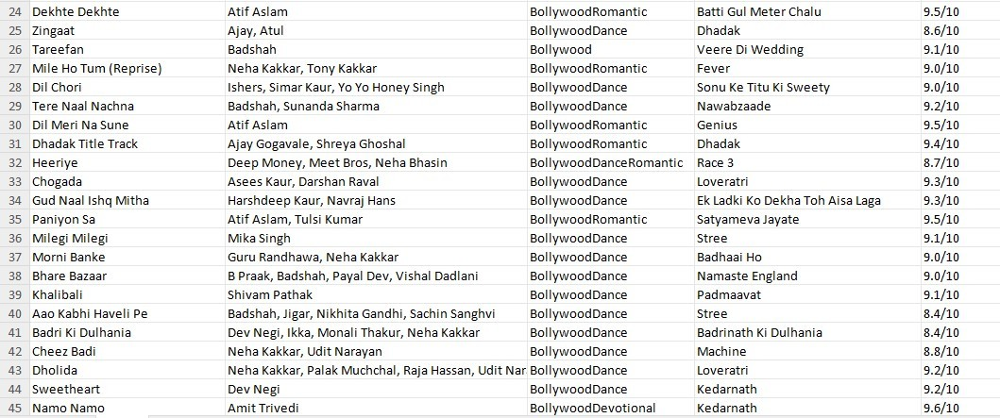 24 Dekhte Dekhte Atif Aslam BollywoodRomantic Batti Gul Meter Chalu 9.5/10
25 Zingaat Ajay, Atul BollywoodDance Dhadak 8.6/10
26 Tareefan Badshah Bollywood Veere Di Wedding 9.1/10
27 Mile Ho Tum (Reprise) Neha Kakkar, Tony Kakkar BollywoodRomantic Fever 9.0/10
28 Dil Chori Ishers, Simar Kaur, Yo Yo Honey Singh BollywoodDance Sonu Ke Titu Ki Sweety 9.0/10
29 Tere Naal Nachna Badshah, Sunanda Sharma BollywoodDance Nawabzaade 9.2/10
30 Dil Meri Na Sune Atif Aslam BollywoodRomantic Genius 9.5/10
31 Dhadak Title Track Ajay Gogavale, Shreya Ghoshal BollywoodRomantic Dhadak 9.4/10
32 Heeriye Deep Money, Meet Bros, Neha Bhasin BollywoodDanceRomantic Race 3 8.7/10
33 Chogada Asees Kaur, Darshan Raval BollywoodDance Loveratri 9.3/10
34 Gud Naal Ishq Mitha Harshdeep Kaur, Navraj Hans BollywoodDance Ek Ladki Ko Dekha Toh Aisa Laga 9.3/10
35 Paniyon Sa Atif Aslam, Tulsi Kumar BollywoodRomantic Satyameva Jayate 9.5/10
36 Milegi Milegi Mika Singh BollywoodDance Stree 9.1/10
37 Morni Banke Guru Randhawa, Neha Kakkar BollywoodDance Badhaai Ho 9.0/10
38 Bhare Bazaar B Praak, Badshah, Payal Dev, Vishal Dadlani BollywoodDance Namaste England 9.0/10
39 Khalibali Shivam Pathak BollywoodDance Padmaavat 9.1/10
40 Aao Kabhi Haveli Pe Badshah, Jigar, Nikhita Gandhi, Sachin Sanghvi BollywoodDance Stree 8.4/10
41 Badri Ki Dulhania Dev Negi, Ikka, Monali Thakur, Neha Kakkar BollywoodDance Badrinath Ki Dulhania 8.4/10
42 Cheez Badi Neha Kakkar, Udit Narayan BollywoodDance Machine 8.8/10
43 Dholida Neha Kakkar, Palak Muchchal, Raja Hassan, Udit Nar BollywoodDance Loveratri 9.2/10
44 Sweetheart Dev Negi BollywoodDance Kedarnath 9.2/10
45 Namo Namo Amit Trivedi BollywoodDevotional Kedarnath 9.6/10